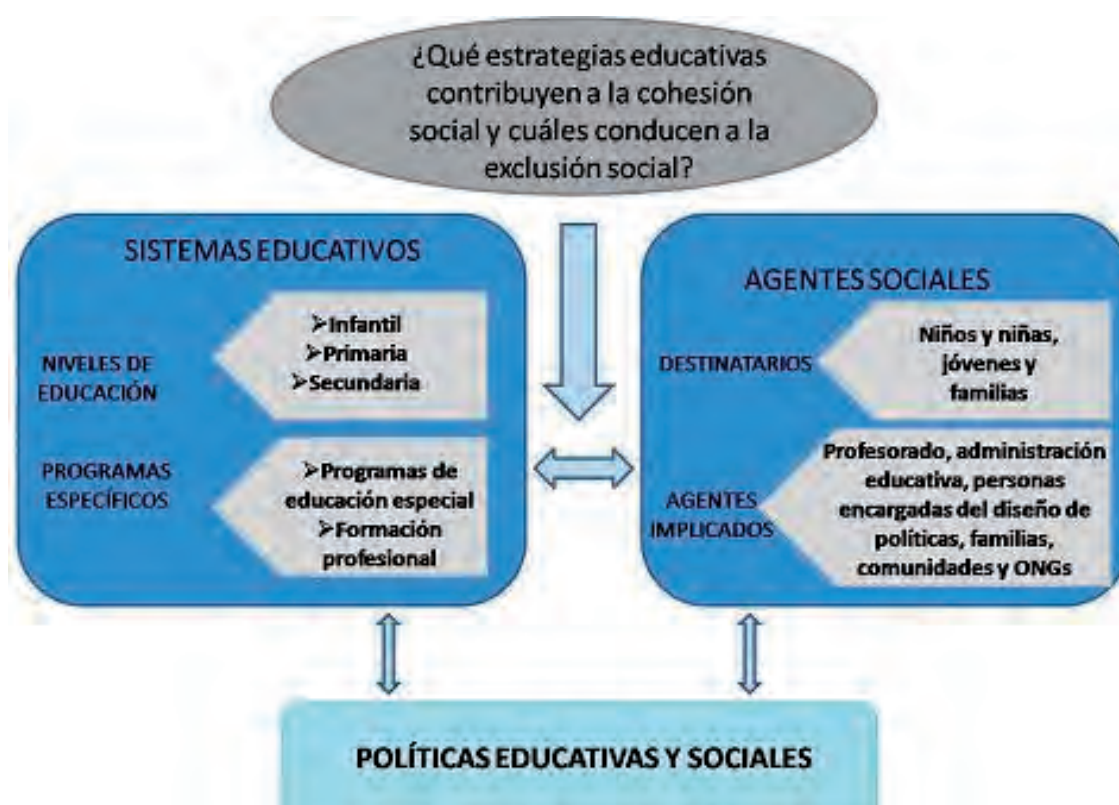 ¿Qué estrategias educativas
contribuyen a la cohesión
social y cuáles conducen a la
exclusión social?
SISTEMAS EDUCATIVOS
NIVELES DE
EDUCACIÓN
➢Infantil
➢Primaria
➢Secundaria
PROGRAMAS
ESPECÍFICOS
➢Programas de
educación especial
➢Formación
profesional
AGENTES SOCIALES
DESTINATARIOS
Niños y niñas,
jóvenes y
familias
AGENTES
IMPLICADOS
Profesorado, administración
educativa, personas
encargadas del diseño de
políticas, familias,
comunidades y ONGs
POLÍTICAS EDUCATIVAS Y SOCIALES